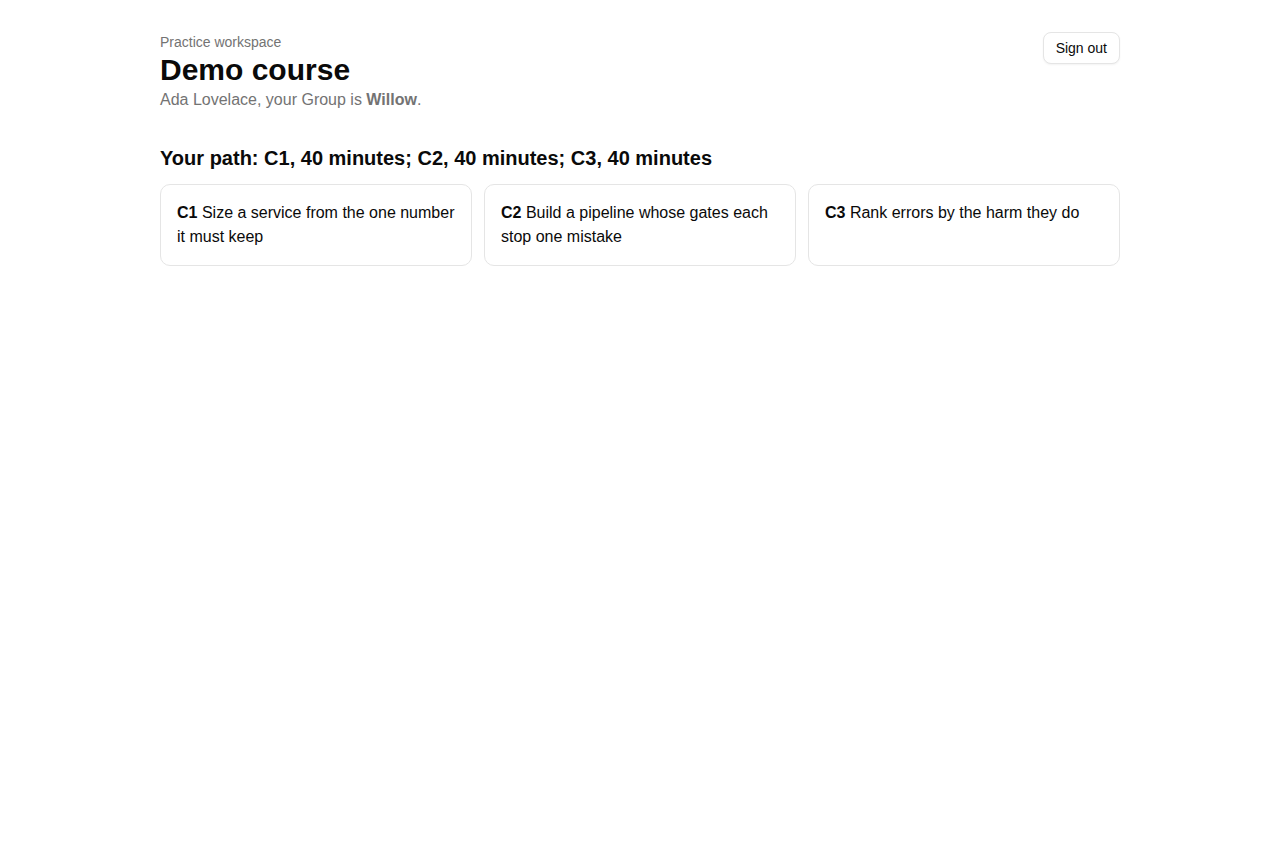 Practice workspace
Sign out
Demo course
Ada Lovelace, your Group is Willow.
Your path: C1, 40 minutes; C2, 40 minutes; C3, 40 minutes
C1 Size a service from the one number
it must keep
C2 Build a pipeline whose gates each
stop one mistake
C3 Rank errors by the harm they do